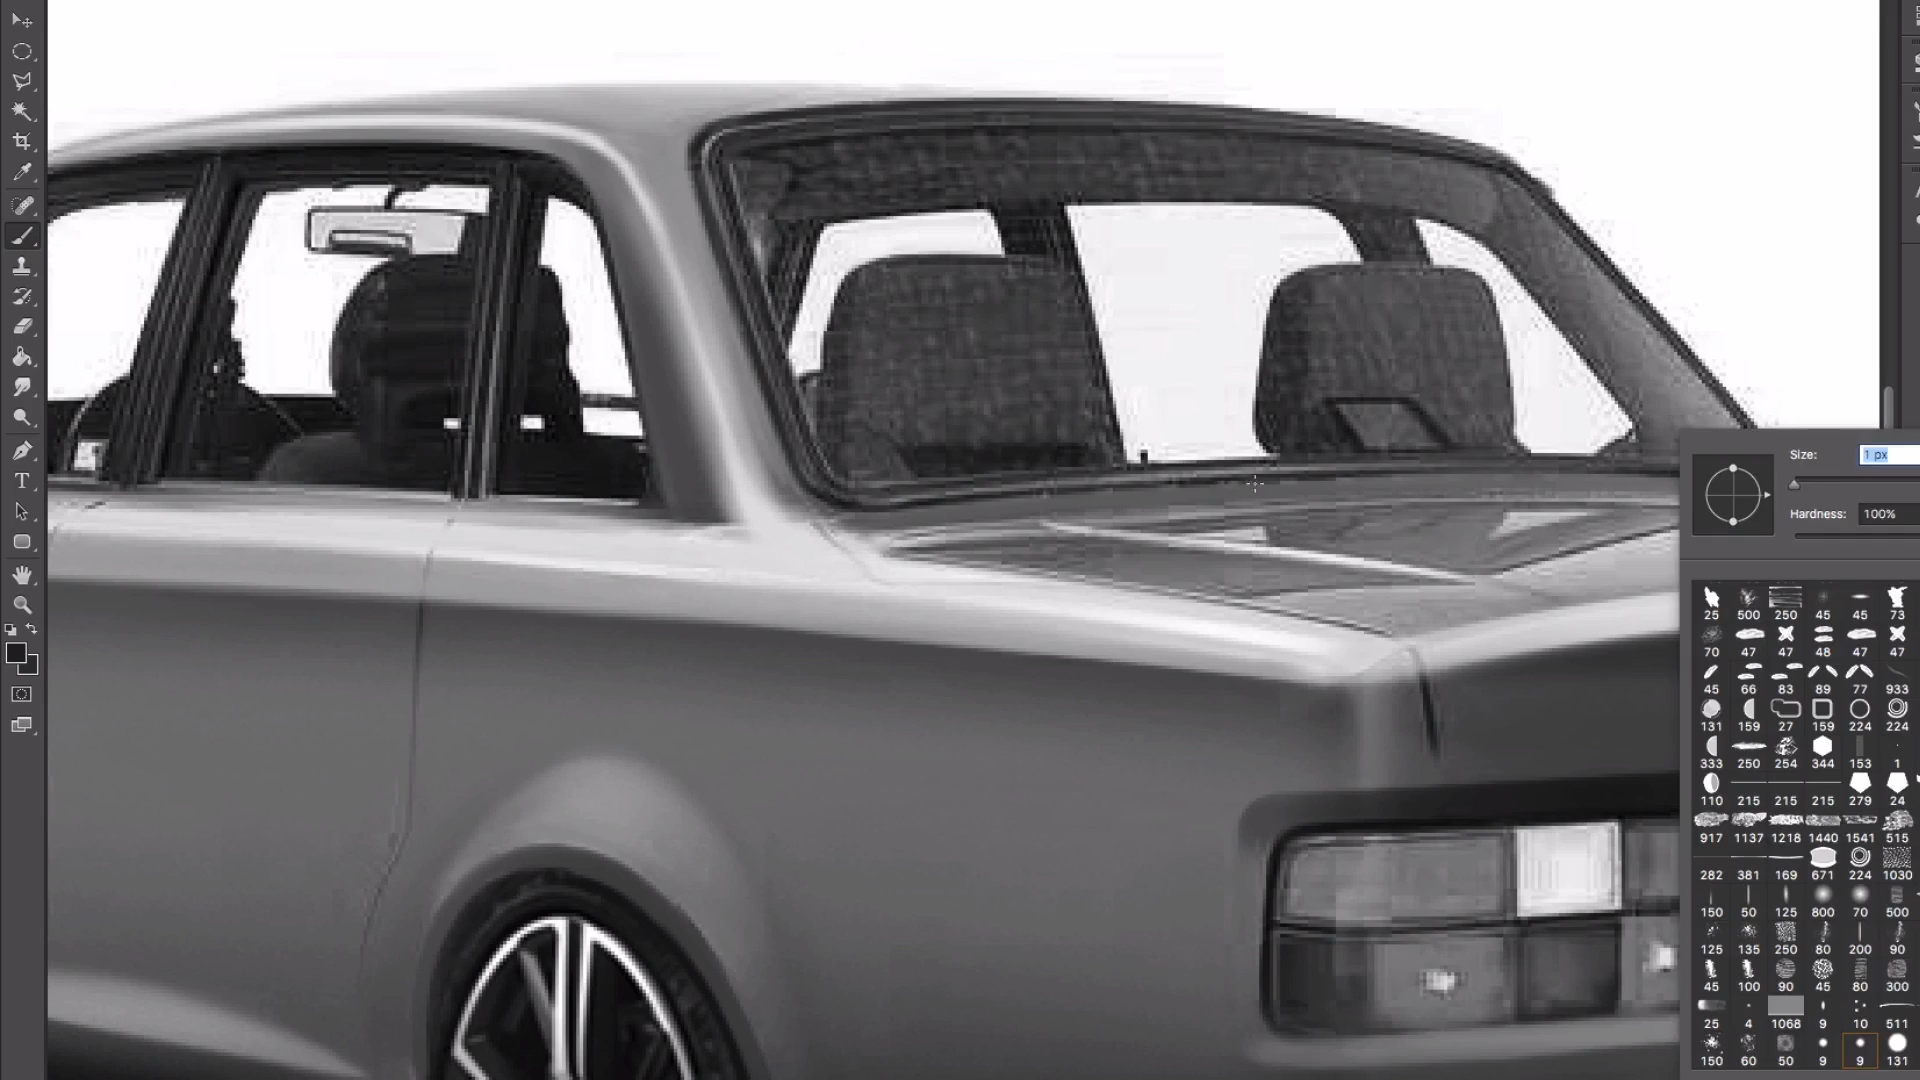 Size: 1 px
Hardness: 100%
25 500 250 45 45 73
70 47 47 48 47 47
45 66 83 89 77 933
131 159 27 159 224 224
333 250 254 344 153 1
110 215 215 215 279 24
917 1137 1218 1440 1541 515
282 381 169 671 224 1030
150 50 125 800 70 500
125 135 250 80 200 90
45 100 90 45 80 300
25 4 1068 9 10 511
150 60 50 9 9 131